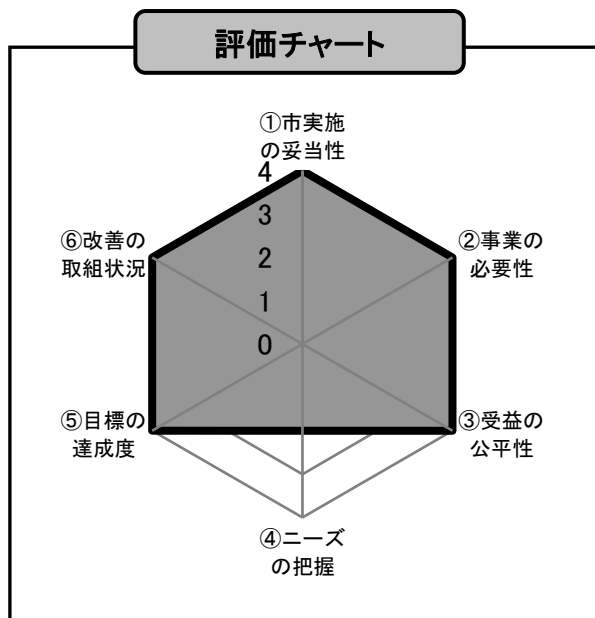 評価チャート
①市実施
の妥当性
4
3
2
1
0
②事業の
必要性
③受益の
公平性
④ニーズ
の把握
⑤目標の
達成度
⑥改善の
取組状況